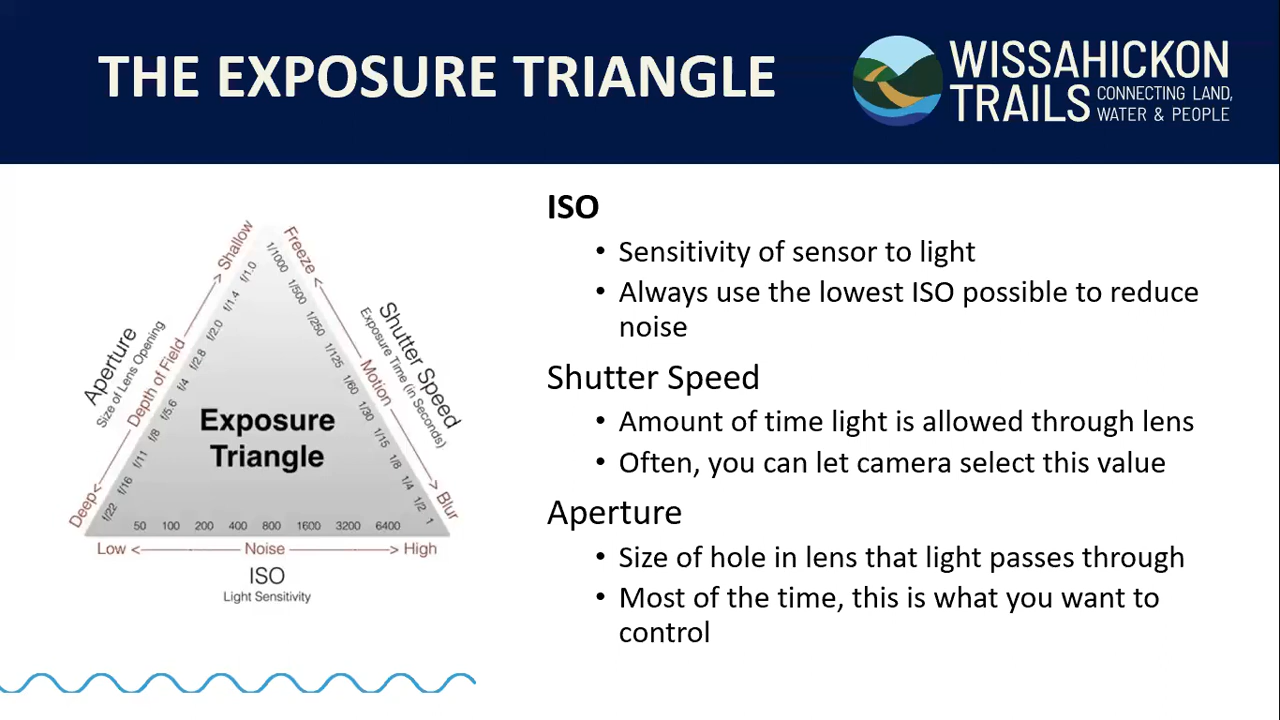 THE EXPOSURE TRIANGLE
WISSAHICKON
TRAILS CONNECTING LAND,
WATER & PEOPLE
Aperture
Size of Lens Opening
Shallow
Depth of Field
Deep
f/1.0
f/1.4
f/2.0
f/2.8
f/4
f/5.6
f/8
f/11
f/16
f/22
Freeze
Motion
Blur
Shutter Speed
Exposure Time (in Seconds)
1/1000
1/500
1/250
1/125
1/60
1/30
1/15
1/8
1/4
1/2
1
Exposure
Triangle
50 100 200 400 800 1600 3200 6400
Low Noise High
ISO
Light Sensitivity
ISO
• Sensitivity of sensor to light
• Always use the lowest ISO possible to reduce
noise
Shutter Speed
• Amount of time light is allowed through lens
• Often, you can let camera select this value
Aperture
• Size of hole in lens that light passes through
• Most of the time, this is what you want to
control